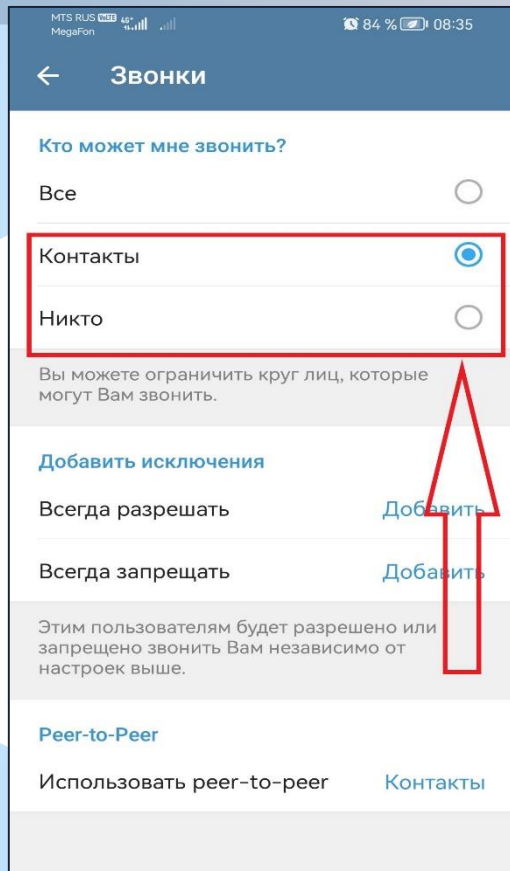 MTS RUS VoLTE 4G+ 84 % 08:35
MegaFon
Звонки
Кто может мне звонить?
Все
Контакты
Никто
Вы можете ограничить круг лиц, которые
могут Вам звонить.
Добавить исключения
Всегда разрешать Добавить
Всегда запрещать Добавить
Этим пользователям будет разрешено или
запрещено звонить Вам независимо от
настроек выше.
Peer-to-Peer
Использовать peer-to-peer Контакты